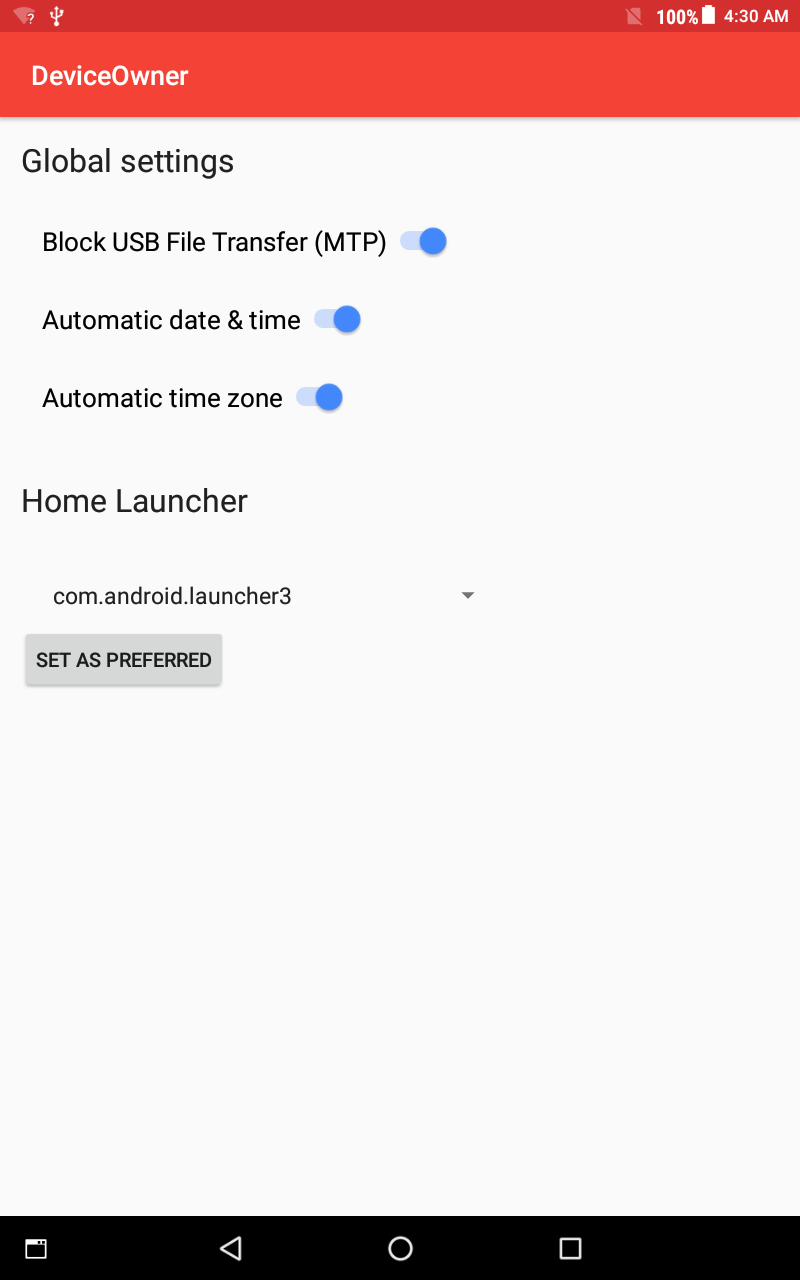 100% 4:30 AM
DeviceOwner
Global settings
Block USB File Transfer (MTP)
Automatic date & time
Automatic time zone
Home Launcher
com.android.launcher3
SET AS PREFERRED